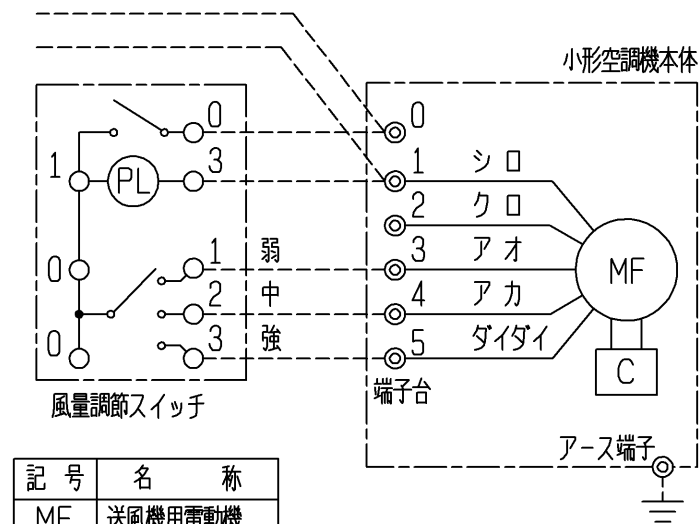 小形空調機本体
0 0
1 PL 3 1 シロ
2 クロ
0 1 弱 3 アオ MF
2 中 4 アカ
0 3 強 5 ダイダイ C
風量調節スイッチ 端子台
アース端子
記号 名称
MF 送風機用電動機